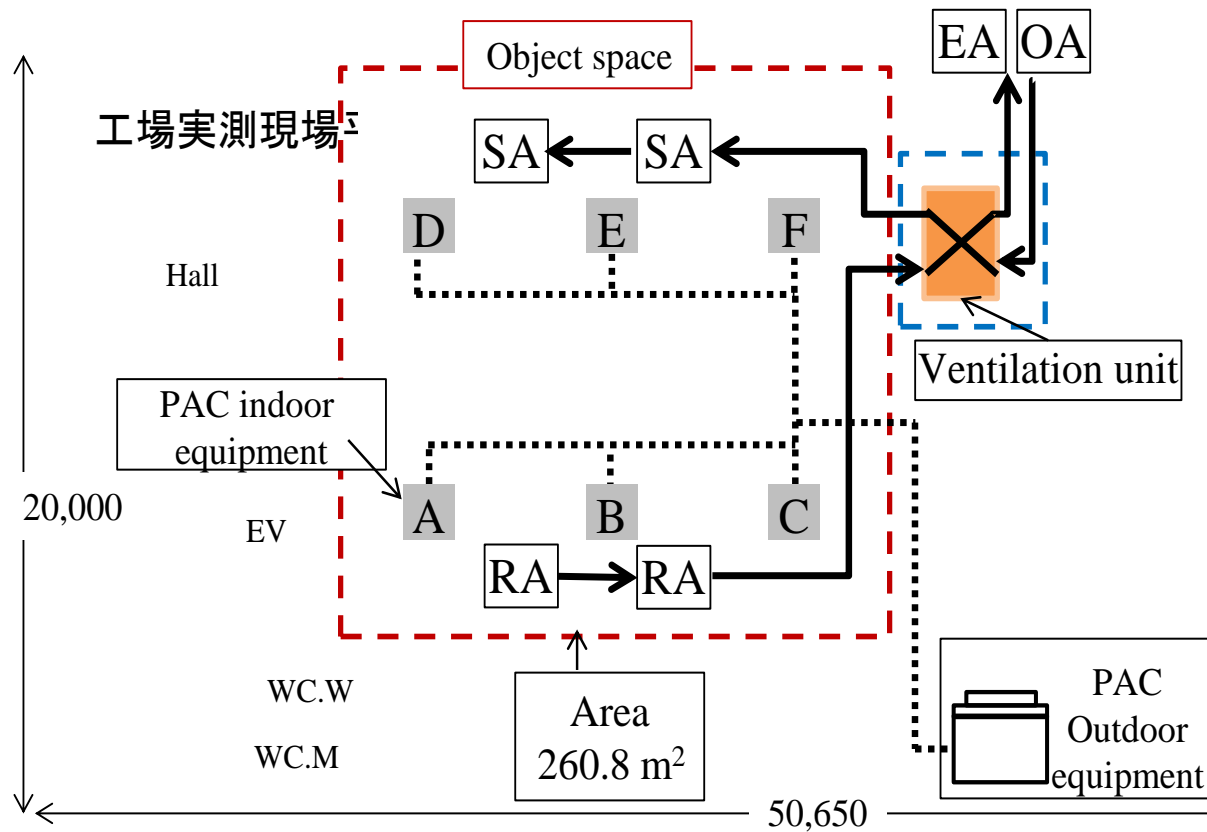 EA OA
Object space
工場実測現場
SA SA
D E F
Hall
Ventilation unit
PAC indoor
equipment
20,000
A B C
EV
RA RA
WC.W
Area
260.8 m²
PAC
Outdoor
equipment
WC.M
50,650